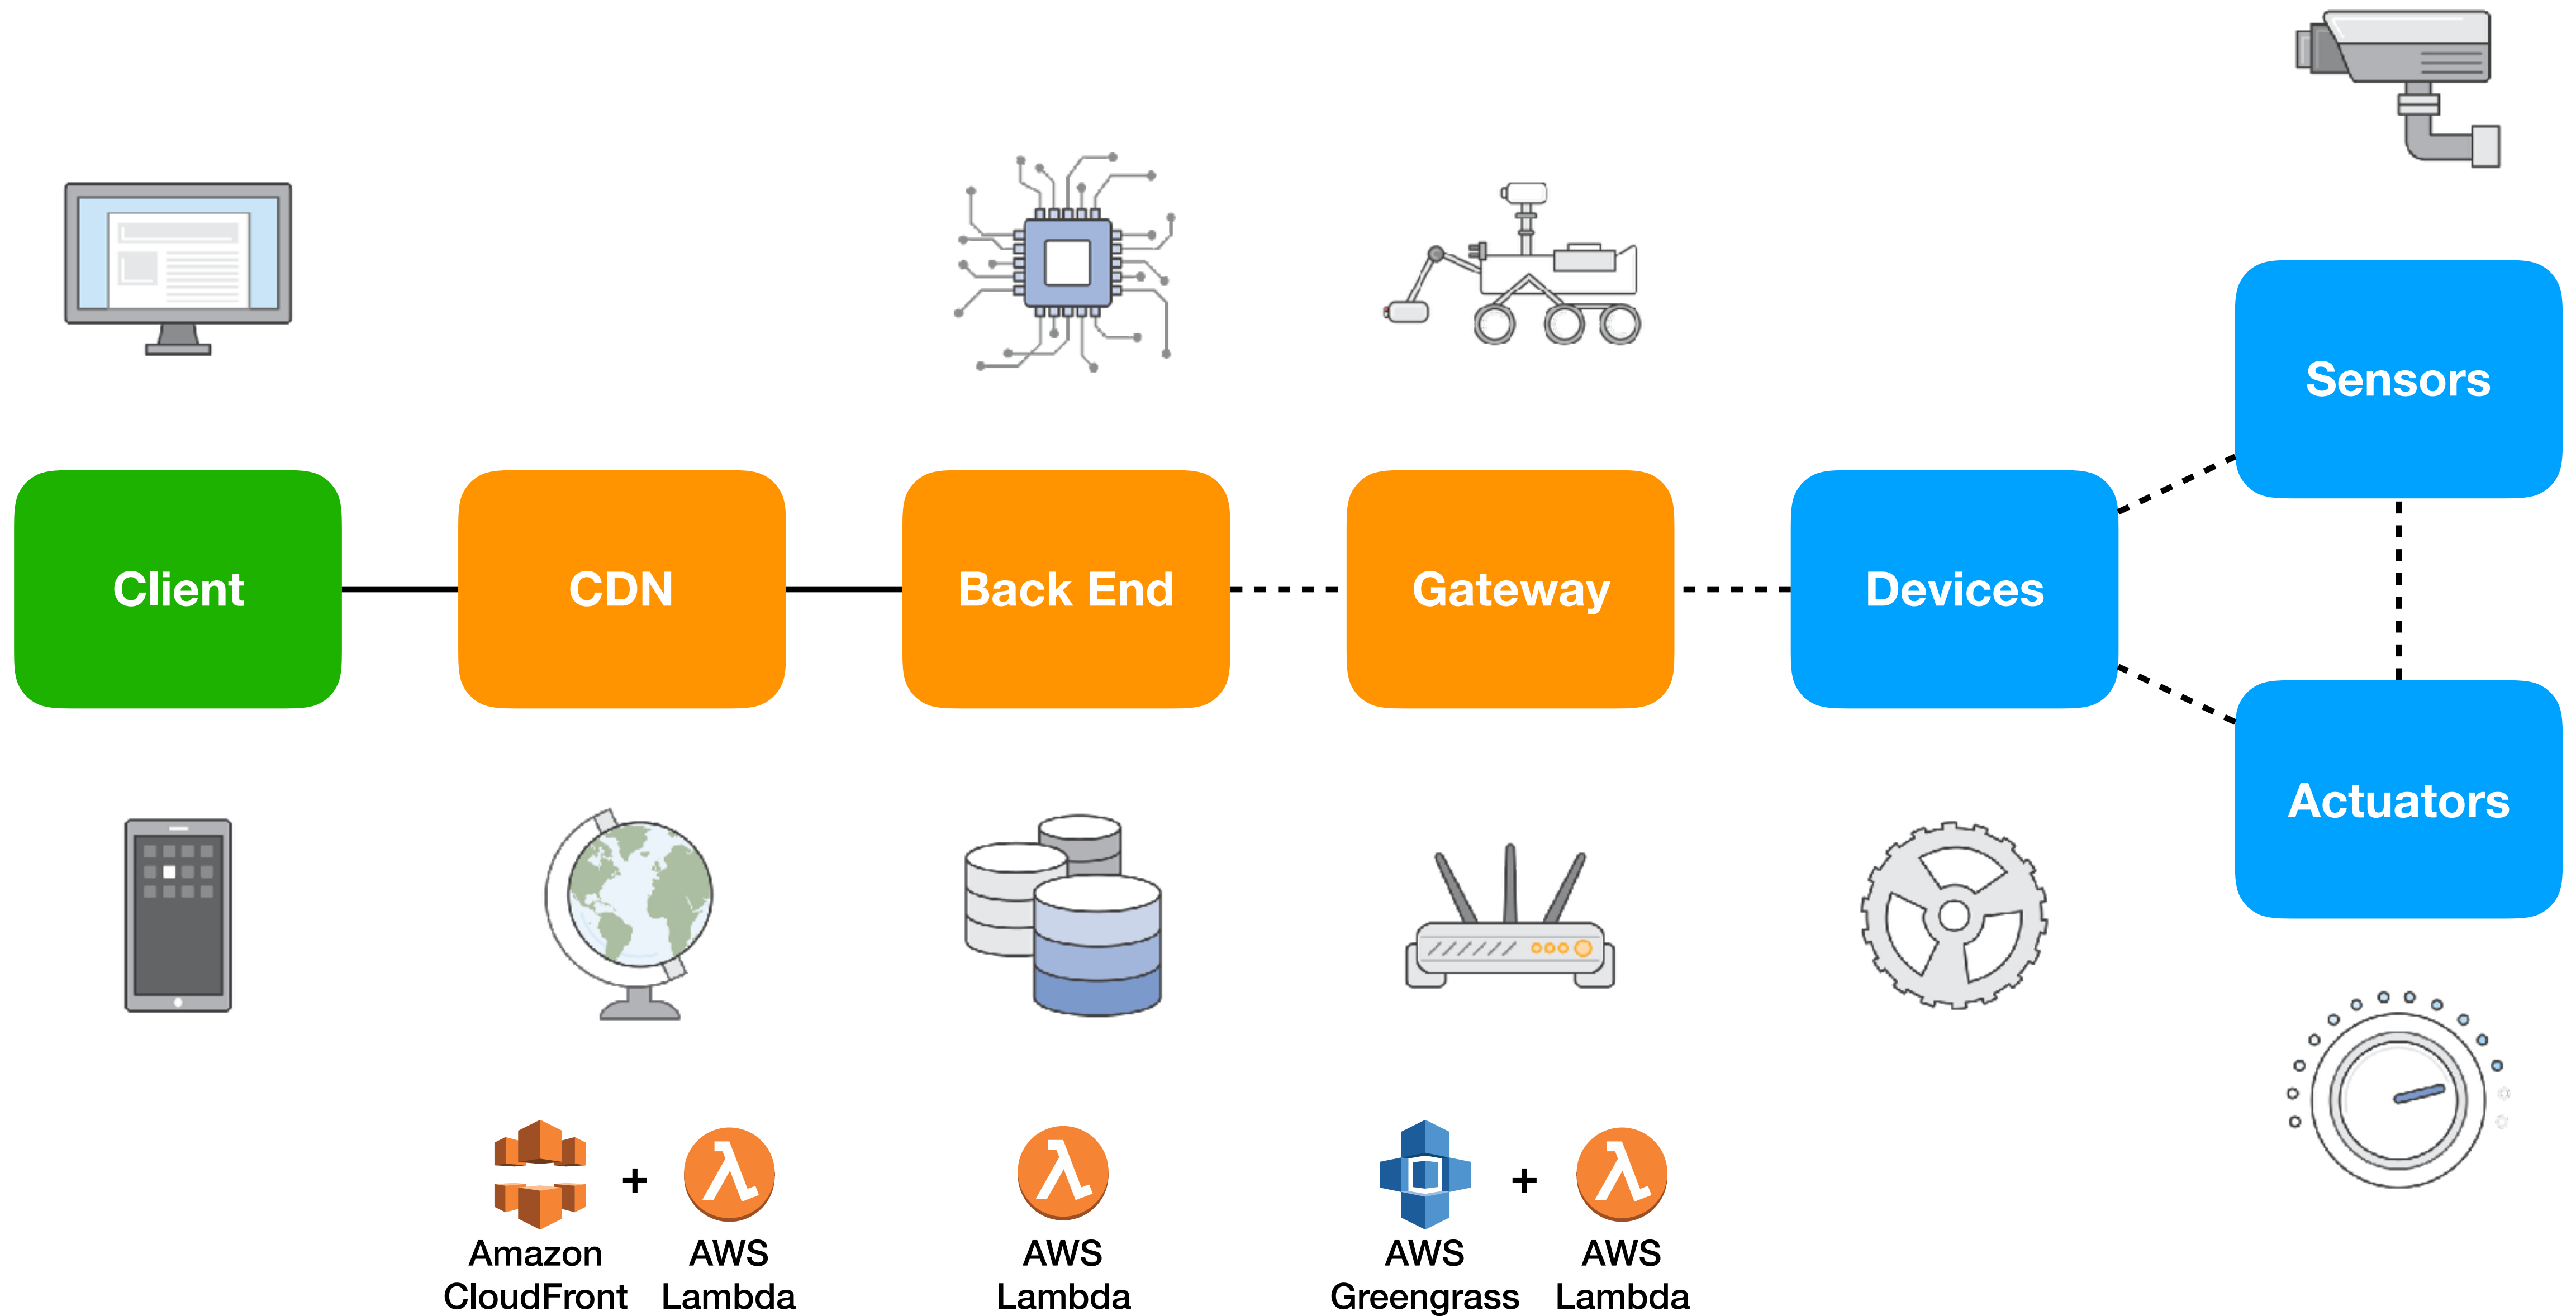 Sensors
Client
CDN
Back End
Gateway
Devices
Actuators
+
+
Amazon
CloudFront
AWS
Lambda
AWS
Lambda
AWS
Greengrass
AWS
Lambda